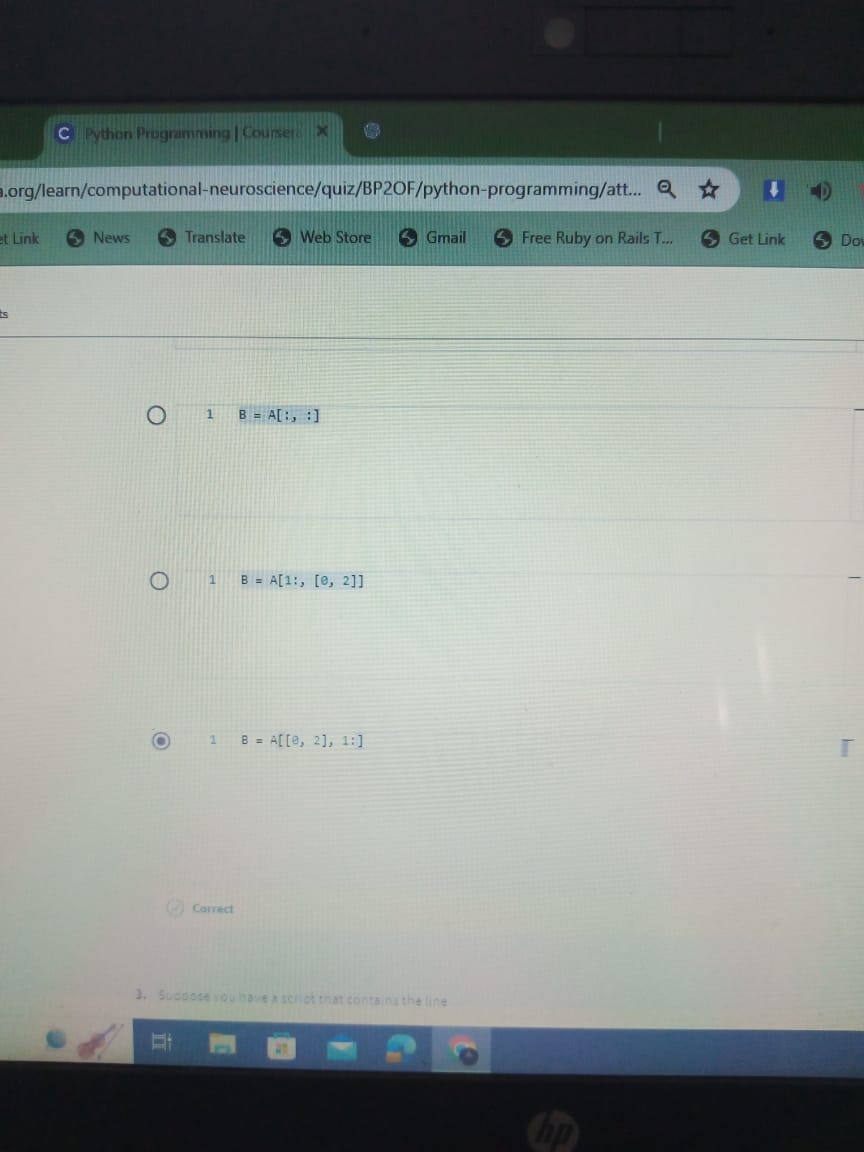 C Python Programming | Courser X
a.org/learn/computational-neuroscience/quiz/BP2OF/python-programming/att...
et Link News Translate Web Store Gmail Free Ruby on Rails T... Get Link Dow
ts
1 B = A[:, :]
1 B = A[1:, [0, 2]]
1 B = A[[0, 2], 1:]
Correct
3. Suppose you have a script that contains the line
hp